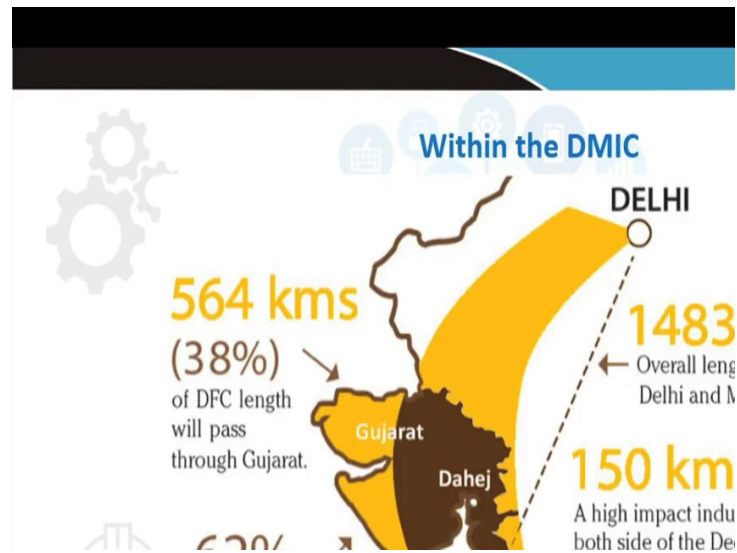 Within the DMIC
DELHI
564 kms
(38%)
of DFC length
will pass
through Gujarat.
1483
Overall leng
Delhi and M
Gujarat
Dahej
150 km
A high impact indu
both side of the De
62%